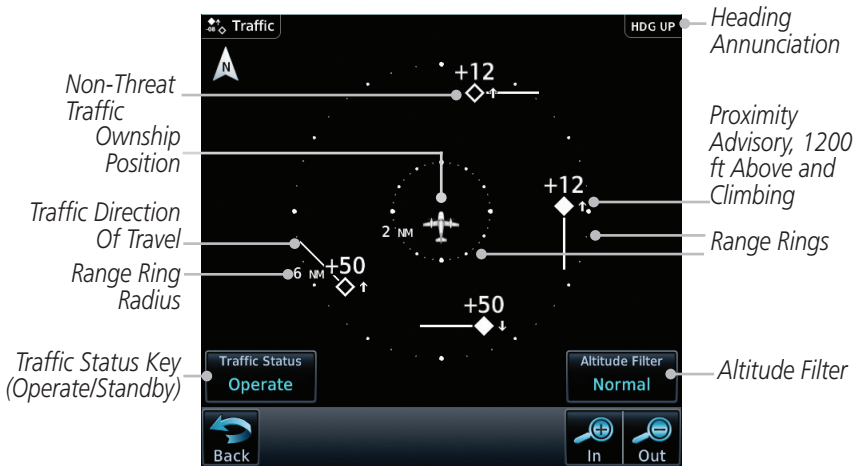 Traffic
HDG UP
Heading
Annunciation
N
Non-Threat
Traffic
Ownship
Position
Traffic Direction
Of Travel
Range Ring
Radius
Traffic Status Key
(Operate/Standby)
+12
+12
2 NM
6 NM
+50
+50
Proximity
Advisory, 1200
ft Above and
Climbing
Range Rings
Altitude Filter
Traffic Status
Operate
Altitude Filter
Normal
Back
In
Out